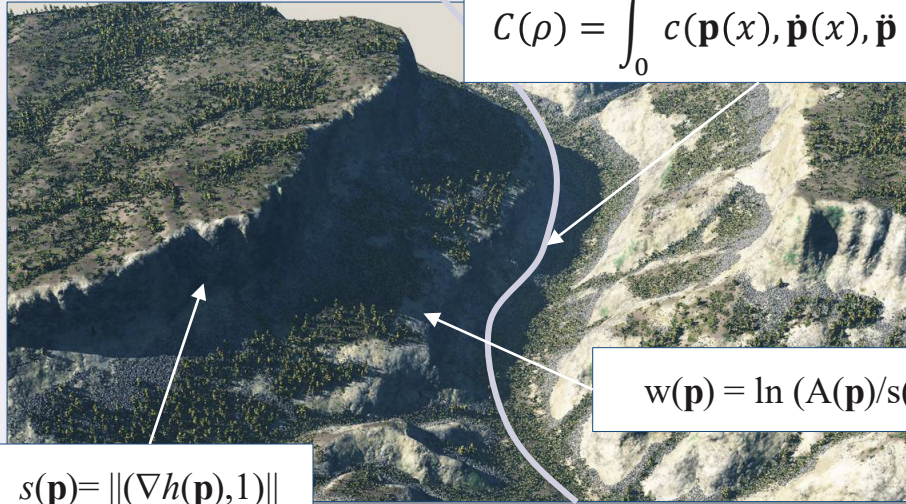 C(ρ) = ∫₀ c(𝐩(x), 𝐩̇(x), 𝐩̈
w(𝐩) = ln (A(𝐩)/s(
s(𝐩)= ||(∇h(𝐩),1)||